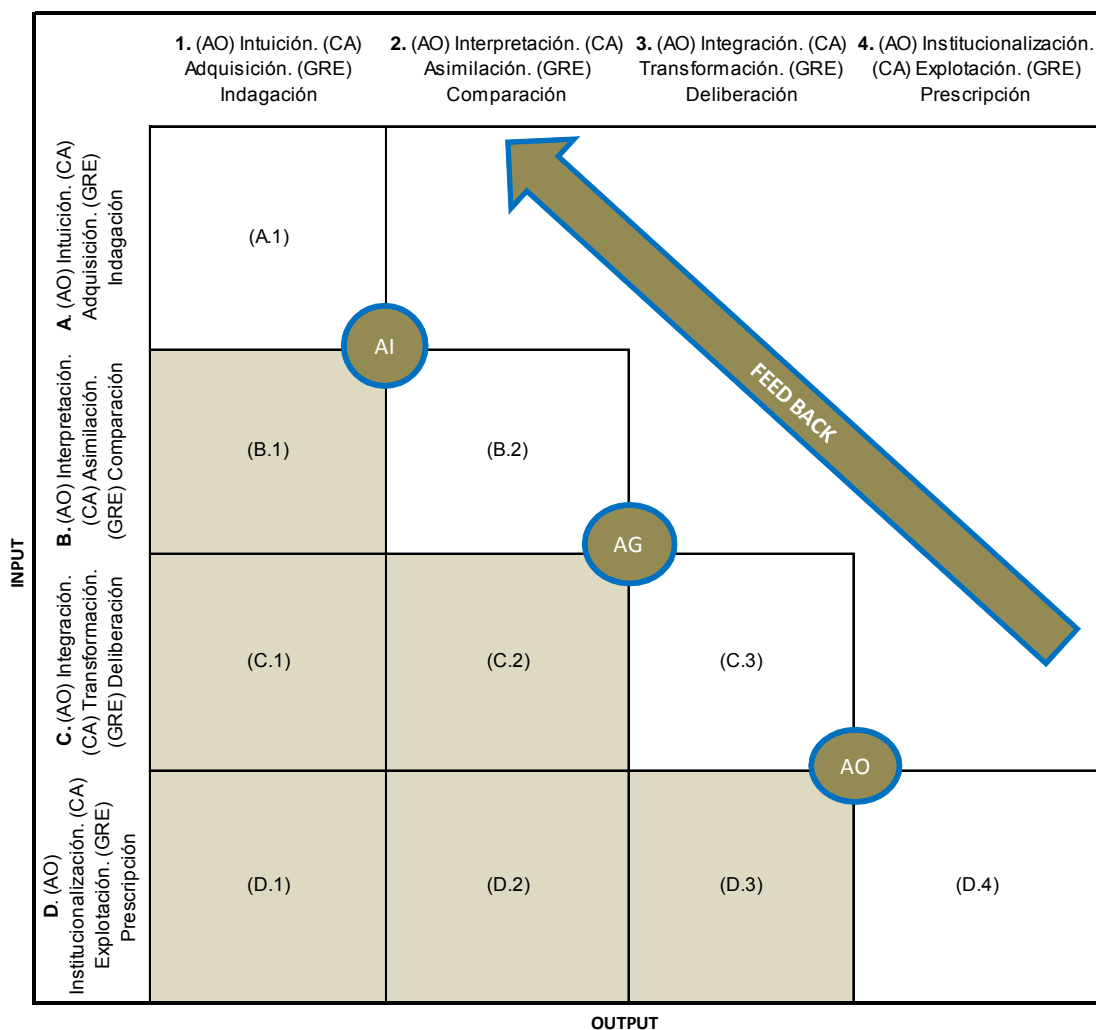 1. (AO) Intuición. (CA)
Adquisición. (GRE)
Indagación
2. (AO) Interpretación. (CA)
Asimilación. (GRE)
Comparación
3. (AO) Integración. (CA)
Transformación. (GRE)
Deliberación
4. (AO) Institucionalización.
(CA) Explotación. (GRE)
Prescripción
INPUT
A. (AO) Intuición. (CA)
Adquisición. (GRE)
Indagación
(A.1)
AI
FEED BACK
B. (AO) Interpretación.
(CA) Asimilación.
(GRE) Comparación
(B.1)
(B.2)
AG
C. (AO) Integración.
(CA) Transformación.
(GRE) Deliberación
(C.1)
(C.2)
(C.3)
AO
D. (AO)
Institucionalización. (CA)
Explotación. (GRE)
Prescripción
(D.1)
(D.2)
(D.3)
(D.4)
OUTPUT